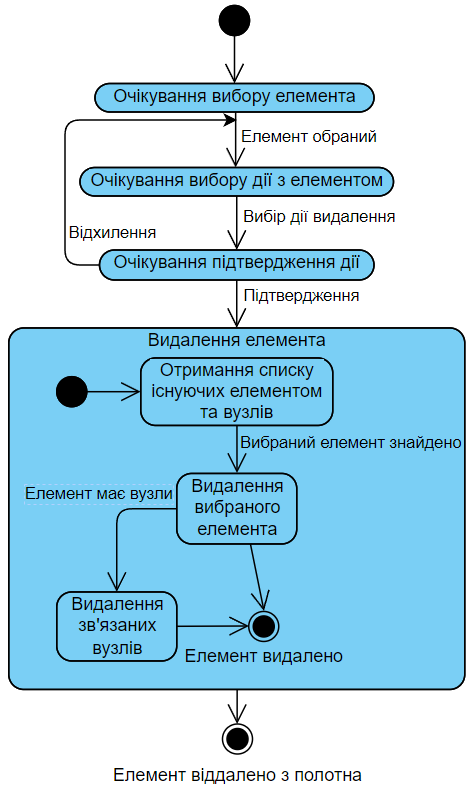 Очікування вибору елемента
Елемент обраний
Очікування вибору дії з елементом
Вибір дії видалення
Відхилення
Очікування підтвердження дії
Підтвердження
Видалення елемента
Отримання списку
існуючих елементом
та вузлів
Вибраний елемент знайдено
Елемент має вузли
Видалення
вибраного
елемента
Видалення
зв'язаних
вузлів
Елемент видалено
Елемент віддалено з полотна